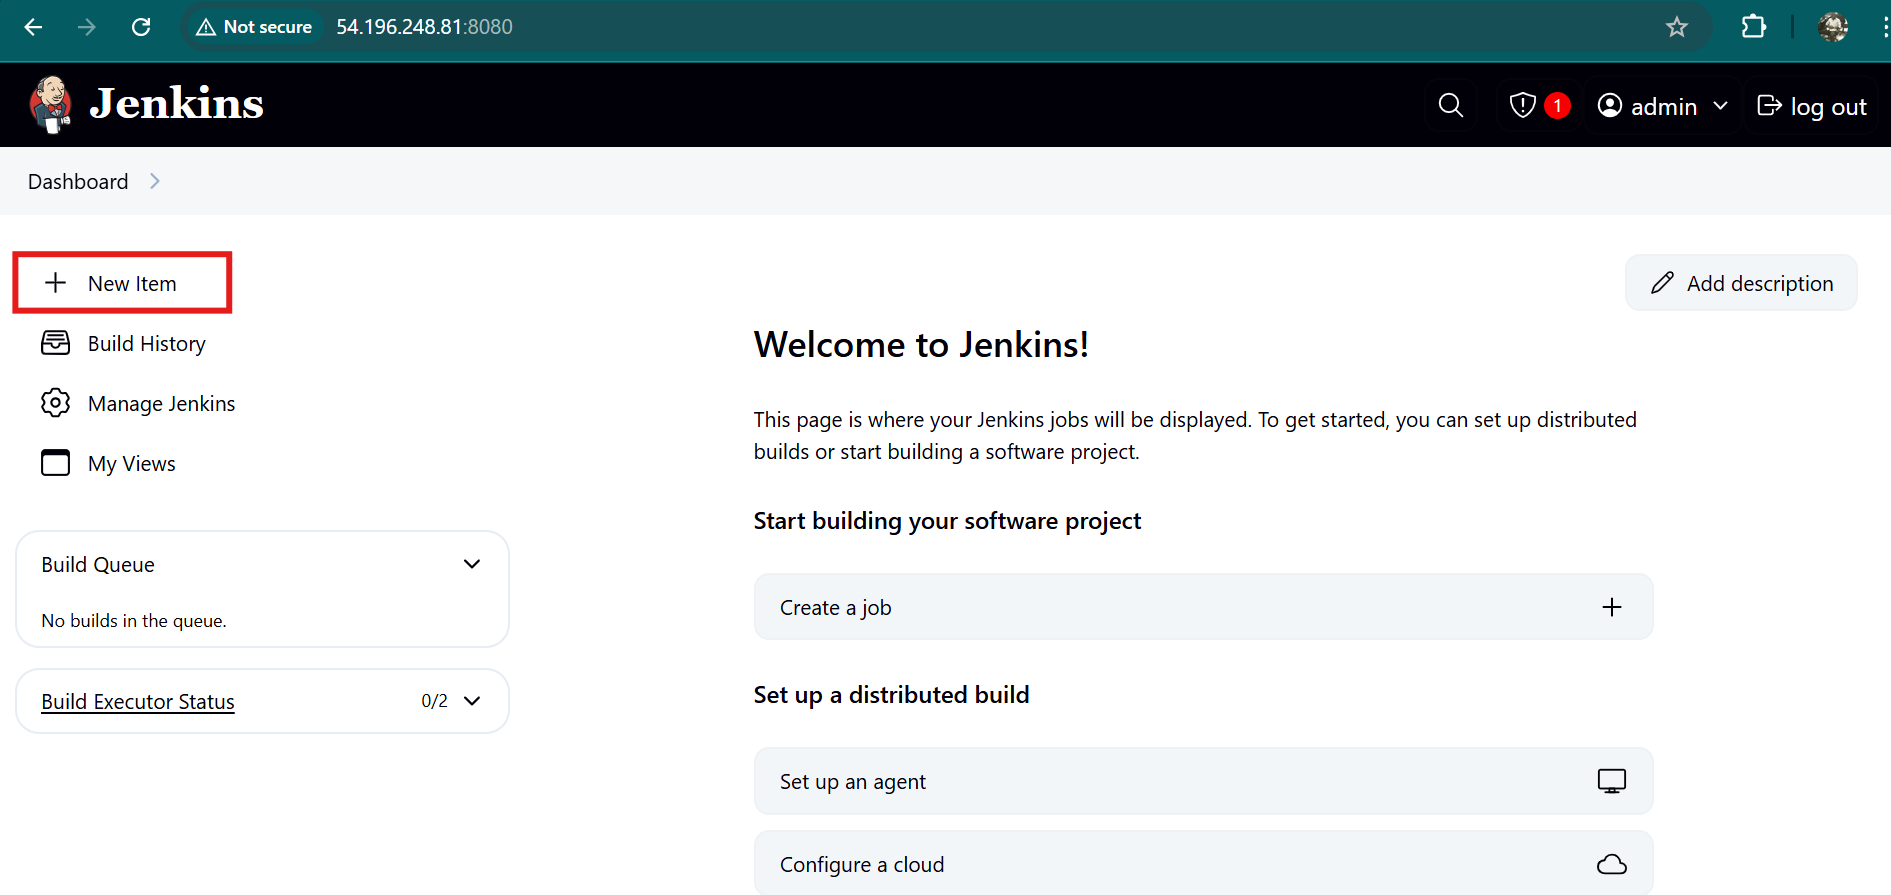 Not secure 54.196.248.81:8080
Jenkins
1
admin
log out
Dashboard
New Item
Build History
Manage Jenkins
My Views
Build Queue
No builds in the queue.
Build Executor Status 0/2
Add description
Welcome to Jenkins!
This page is where your Jenkins jobs will be displayed. To get started, you can set up distributed
builds or start building a software project.
Start building your software project
Create a job
Set up a distributed build
Set up an agent
Configure a cloud